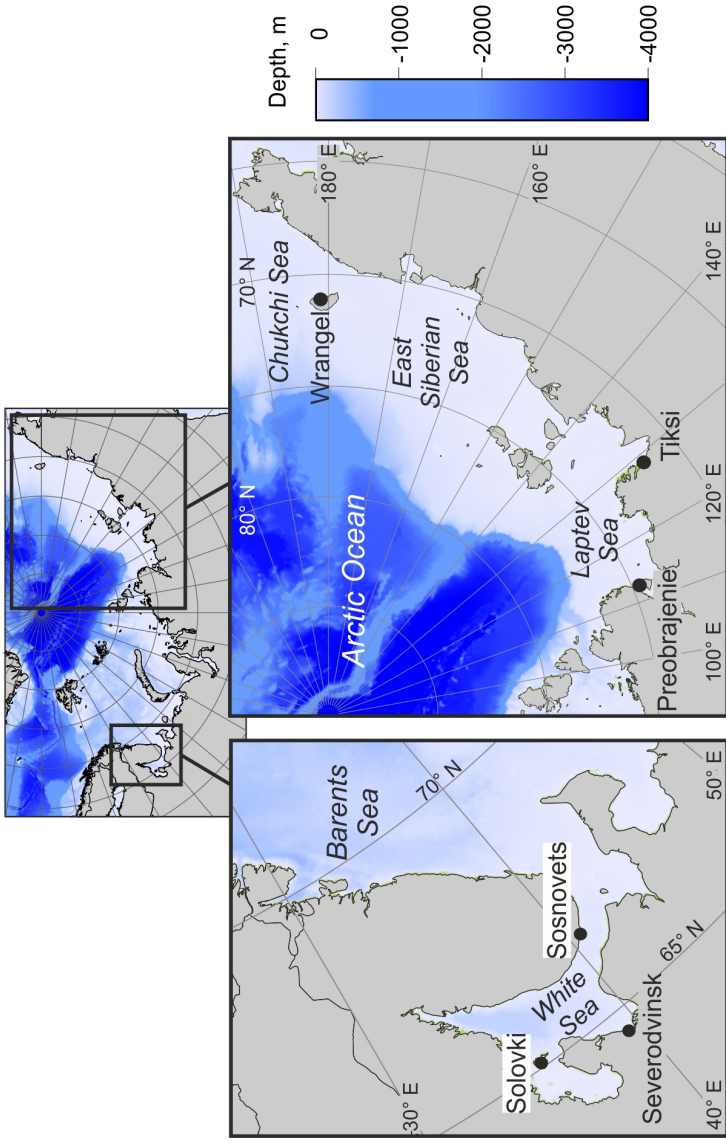 Depth, m
0
-1000
-2000
-3000
-4000
30° E
Barents
Sea
70° N
Solovki
Sosnovets
White
Sea
65° N
Severodvinsk
40° E
50° E
80° N
70° N
Chukchi Sea
180° E
Wrangel
Arctic Ocean
East
Siberian
Sea
160° E
Laptev
Sea
Preobrajenie
Tiksi
100° E
120° E
140° E